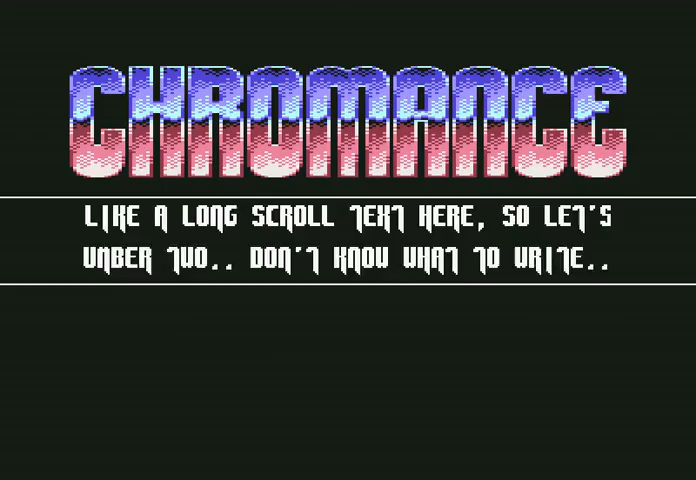 CHROMANCE
LIKE A LONG SCROLL TEXT HERE, SO LET'S
UNBER TWO.. DON'T KNOW WHAT TO WRITE..